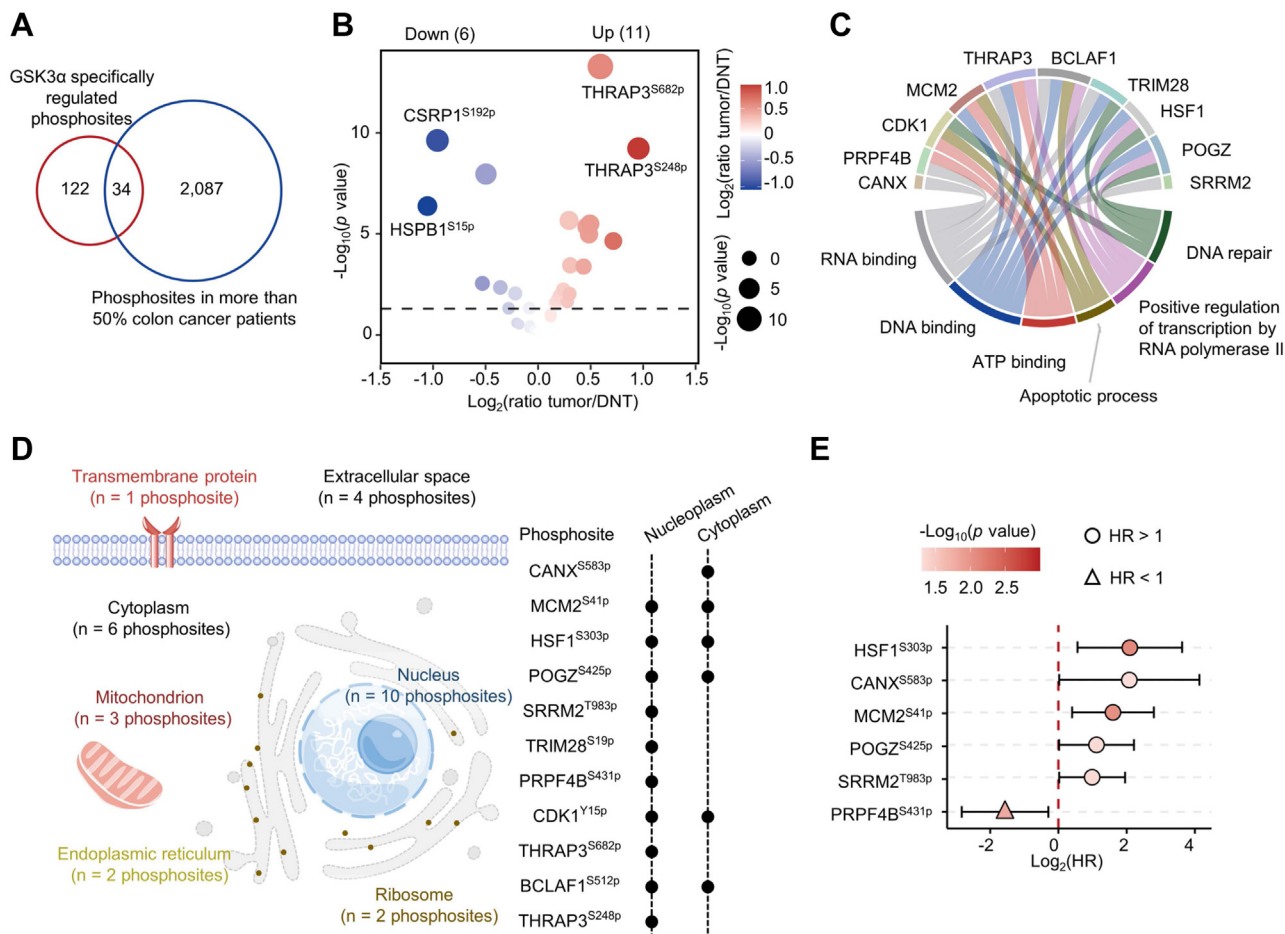 A
GSK3α specifically
regulated
phosphosites
122
34
2,087
Phosphosites in more than
50% colon cancer patients
B
Down (6)
Up (11)
THRAP3S682p
CSRP1S192p
THRAP3S248p
HSPB1S15p
10
5
0
-Log10(p value)
-1.5
-1.0
-0.5
0.0
0.5
1.0
1.5
Log2(ratio tumor/DNT)
1.0
0.5
0
-0.5
-1.0
Log2(ratio tumor/DNT)
0
5
10
-Log10(p value)
C
THRAP3
BCLAF1
MCM2
TRIM28
CDK1
HSF1
PRPF4B
POGZ
CANX
SRRM2
RNA binding
DNA repair
DNA binding
Positive regulation
of transcription by
RNA polymerase II
ATP binding
Apoptotic process
D
Transmembrane protein
(n = 1 phosphosite)
Extracellular space
(n = 4 phosphosites)
Cytoplasm
(n = 6 phosphosites)
Nucleus
(n = 10 phosphosites)
Mitochondrion
(n = 3 phosphosites)
Endoplasmic reticulum
(n = 2 phosphosites)
Ribosome
(n = 2 phosphosites)
Phosphosite
Nucleoplasm
Cytoplasm
CANXS583p
MCM2S41p
HSF1S303p
POGZS425p
SRRM2T983p
TRIM28S19p
PRPF4BS431p
CDK1Y15p
THRAP3S682p
BCLAF1S512p
THRAP3S248p
E
-Log10(p value)
1.5
2.0
2.5
HR > 1
HR < 1
HSF1S303p
CANXS583p
MCM2S41p
POGZS425p
SRRM2T983p
PRPF4BS431p
-2
0
2
4
Log2(HR)